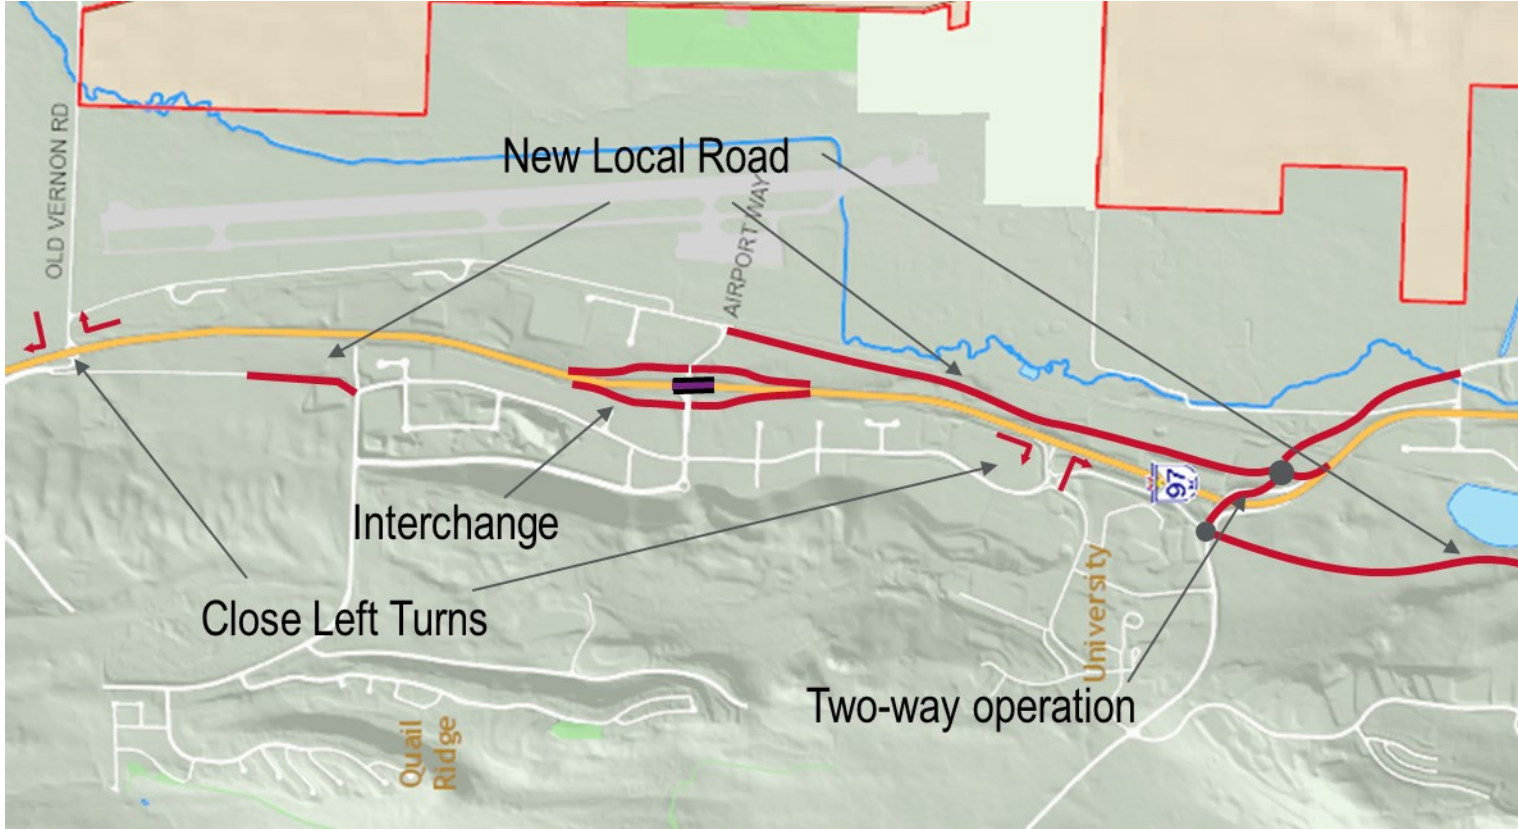 OLD VERNON RD
New Local Road
AIRPORT WAY
97
Interchange
Close Left Turns
University
Two-way operation
Quail
Ridge